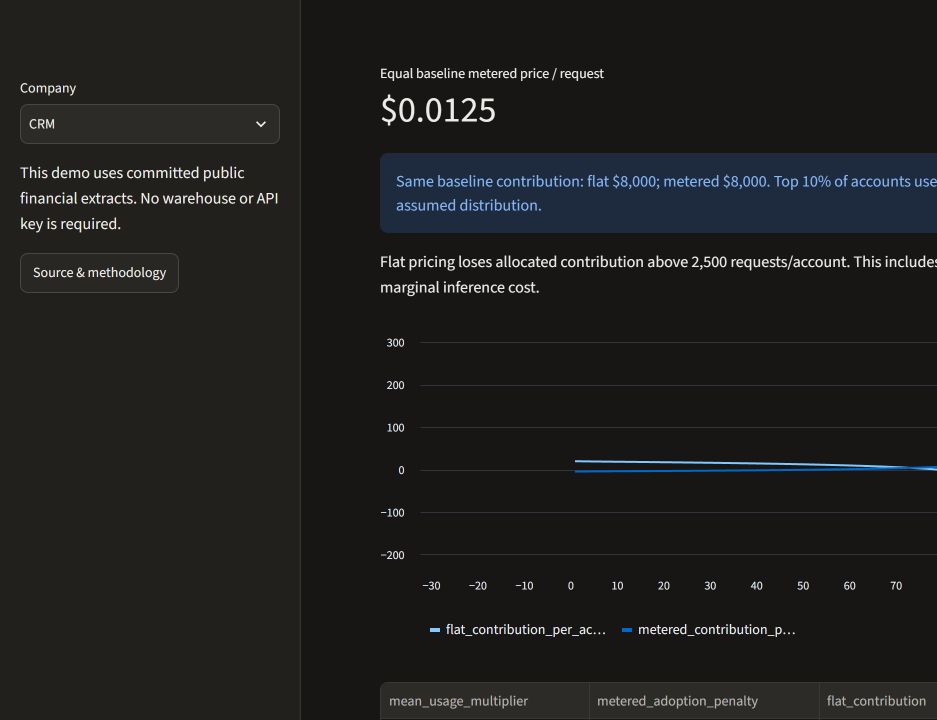 Company
CRM
This demo uses committed public
financial extracts. No warehouse or API
key is required.
Source & methodology
Equal baseline metered price / request
$0.0125
Same baseline contribution: flat $8,000; metered $8,000. Top 10% of accounts use
assumed distribution.
Flat pricing loses allocated contribution above 2,500 requests/account. This includes
marginal inference cost.
300
200
100
0
−100
−200
−30 −20 −10 0 10 20 30 40 50 60 70
flat_contribution_per_ac… metered_contribution_p…
mean_usage_multiplier metered_adoption_penalty flat_contribution